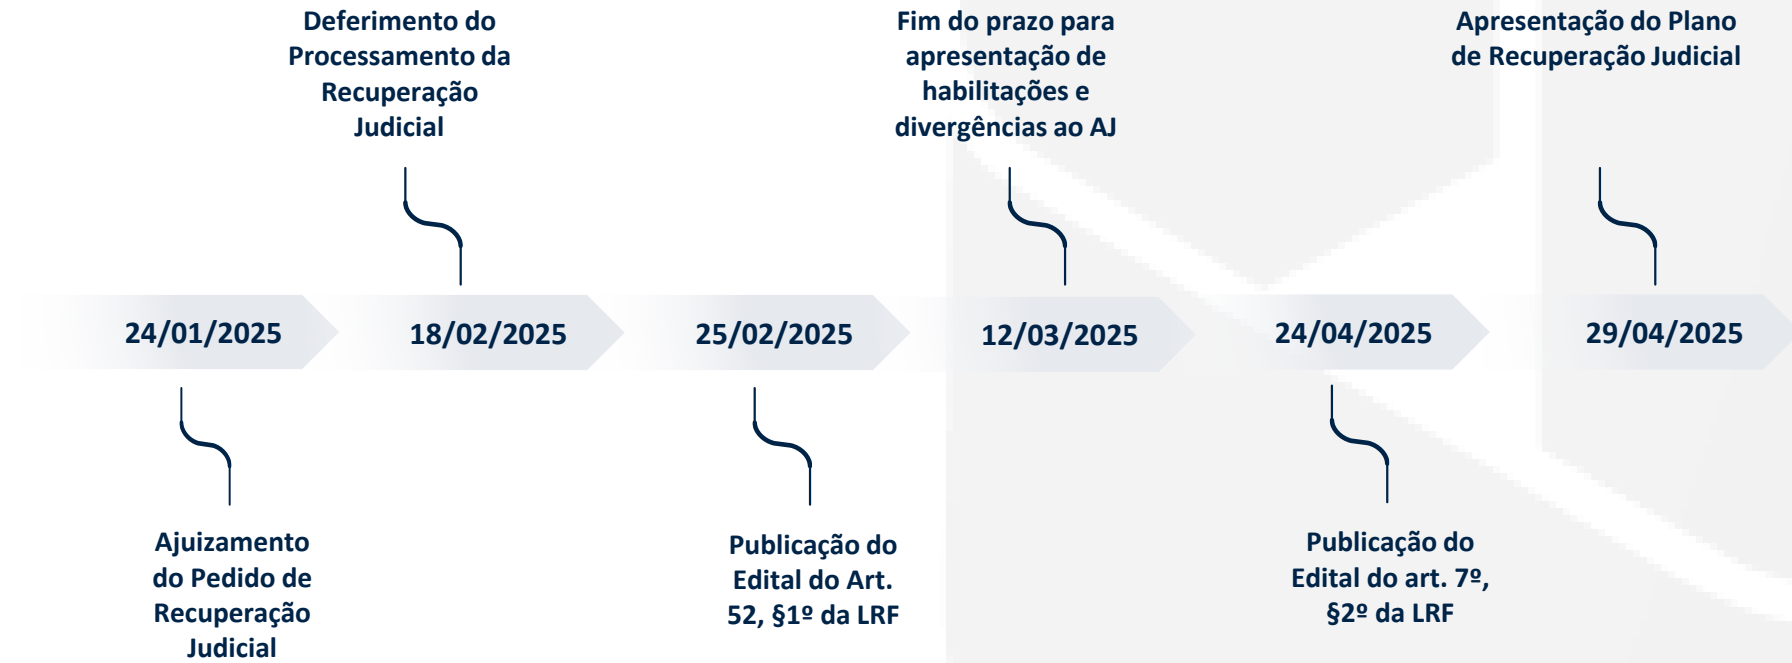 Deferimento do
Processamento da
Recuperação
Judicial
Fim do prazo para
apresentação de
habilitações e
divergências ao AJ
Apresentação do Plano
de Recuperação Judicial
24/01/2025
18/02/2025
25/02/2025
12/03/2025
24/04/2025
29/04/2025
Ajuizamento
do Pedido de
Recuperação
Judicial
Publicação do
Edital do Art.
52, §1º da LRF
Publicação do
Edital do art. 7º,
§2º da LRF